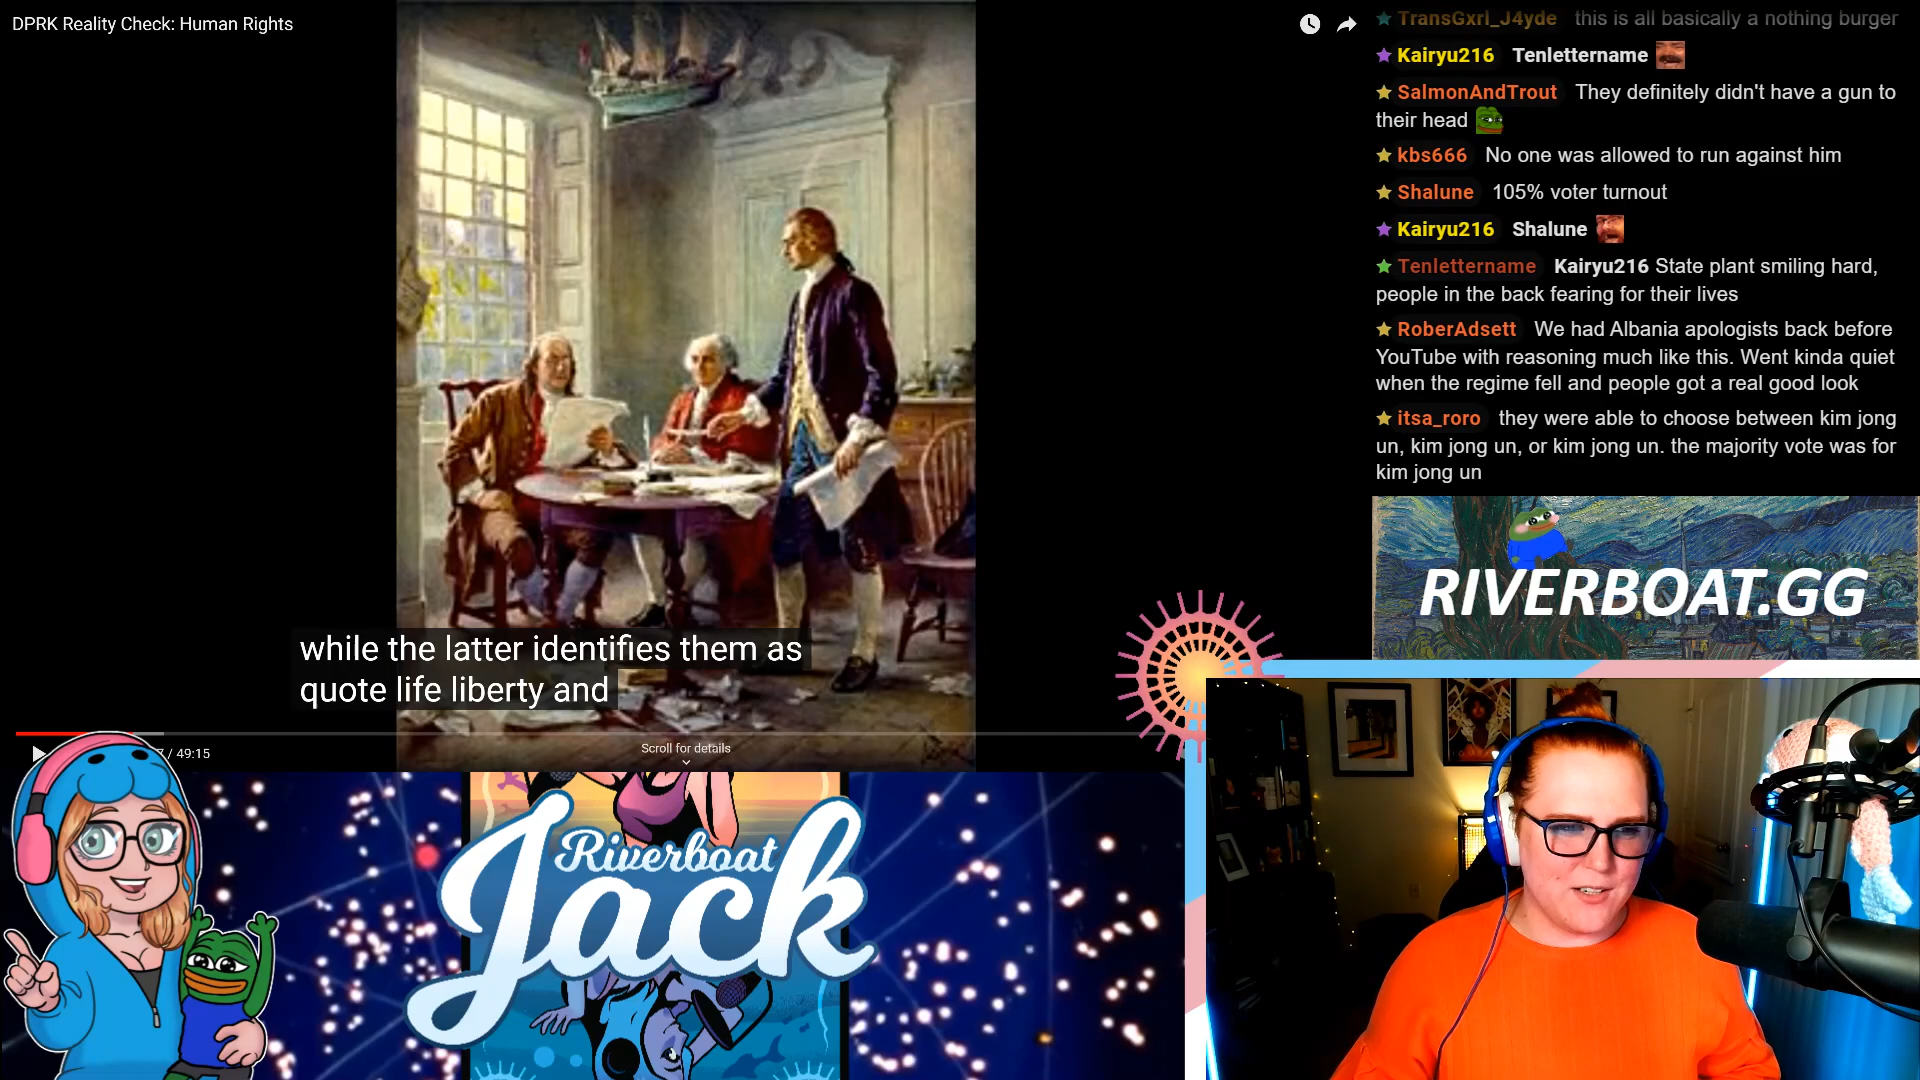 DPRK Reality Check: Human Rights
TransGxrl_J4yde this is all basically a nothing burger
Kairyu216 Tenlettername
SalmonAndTrout They definitely didn't have a gun to
their head
kbs666 No one was allowed to run against him
Shalune 105% voter turnout
Kairyu216 Shalune
Tenlettername Kairyu216 State plant smiling hard,
people in the back fearing for their lives
RoberAdsett We had Albania apologists back before
YouTube with reasoning much like this. Went kinda quiet
when the regime fell and people got a real good look
itsa_roro they were able to choose between kim jong
un, kim jong un, or kim jong un. the majority vote was for
kim jong un
RIVERBOAT.GG
while the latter identifies them as
quote life liberty and
/ 49:15
Scroll for details
Riverboat
Jack